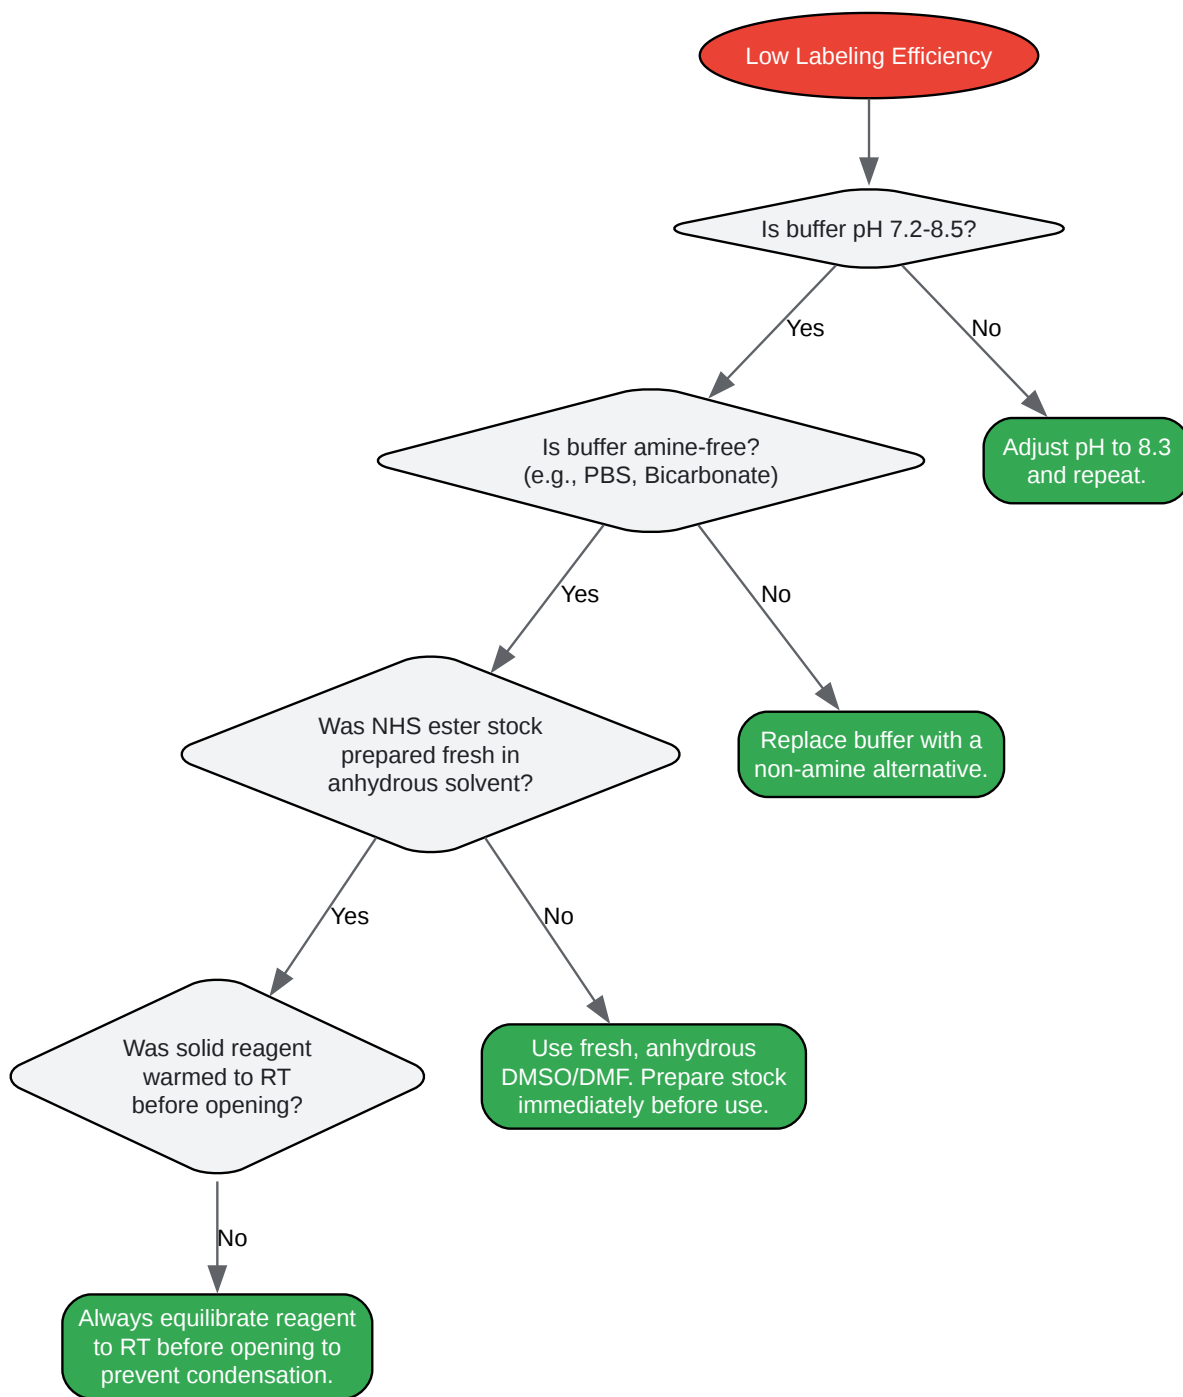 Low Labeling Efficiency
Is buffer pH 7.2-8.5?
Yes
No
Is buffer amine-free?
(e.g., PBS, Bicarbonate)
Adjust pH to 8.3
and repeat.
Yes
No
Was NHS ester stock
prepared fresh in
anhydrous solvent?
Replace buffer with a
non-amine alternative.
Yes
No
Was solid reagent
warmed to RT
before opening?
Use fresh, anhydrous
DMSO/DMF. Prepare stock
immediately before use.
No
Always equilibrate reagent
to RT before opening to
prevent condensation.